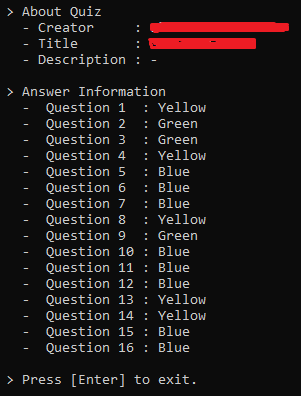 > About Quiz
- Creator :
- Title :
- Description : -
> Answer Information
- Question 1 : Yellow
- Question 2 : Green
- Question 3 : Green
- Question 4 : Yellow
- Question 5 : Blue
- Question 6 : Blue
- Question 7 : Blue
- Question 8 : Yellow
- Question 9 : Green
- Question 10 : Blue
- Question 11 : Blue
- Question 12 : Blue
- Question 13 : Yellow
- Question 14 : Yellow
- Question 15 : Blue
- Question 16 : Blue
> Press [Enter] to exit.